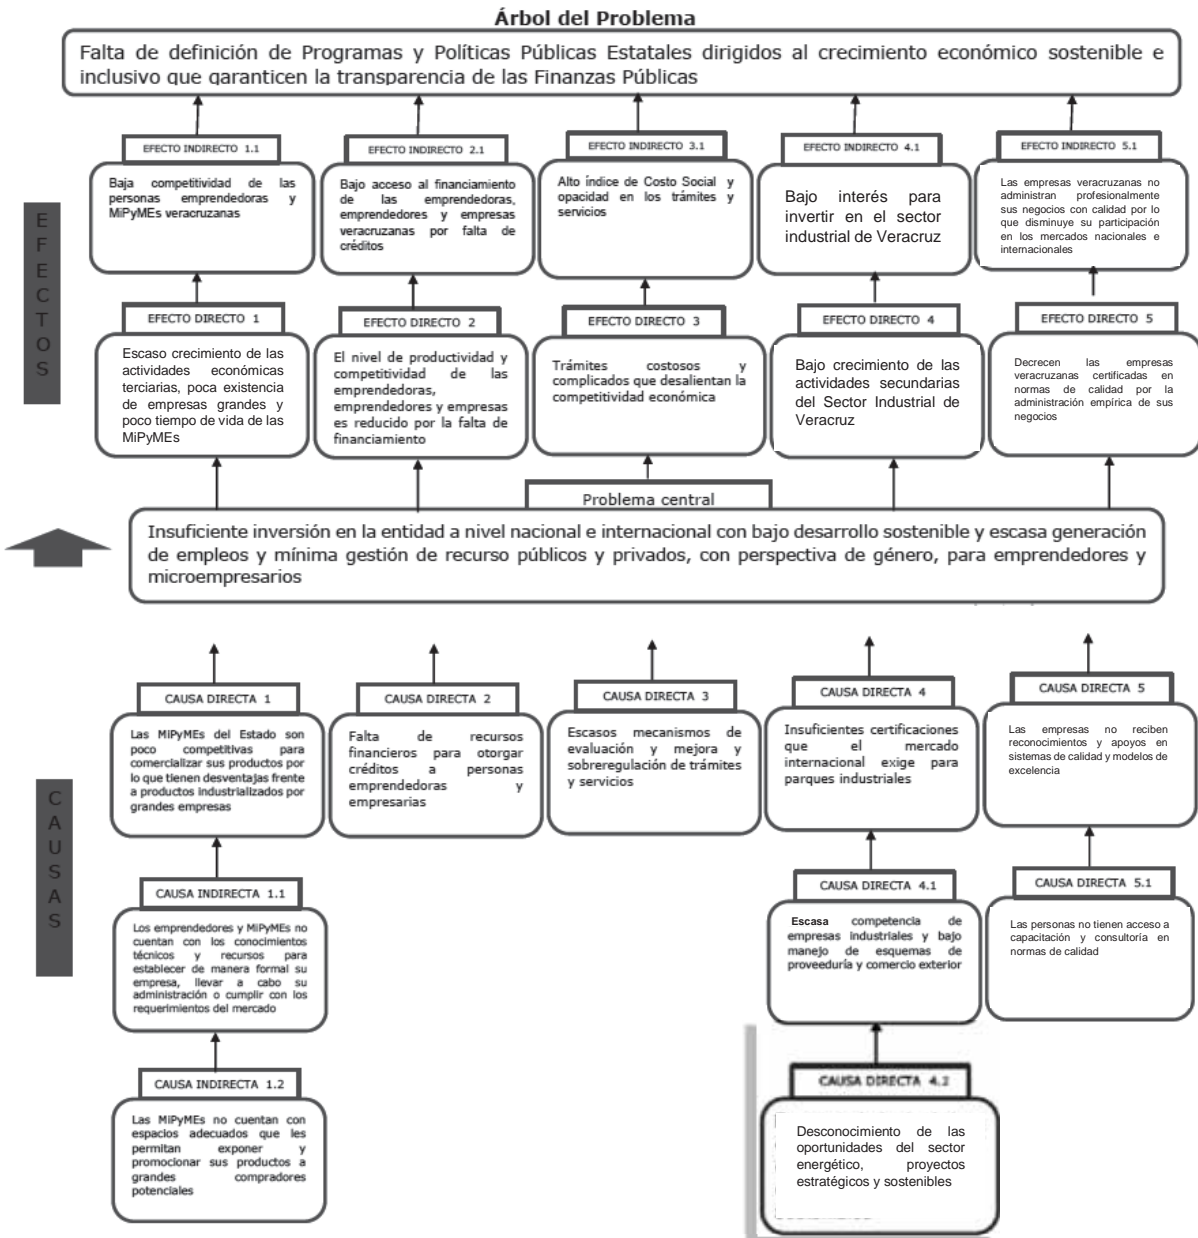 Árbol del Problema
Falta de definición de Programas y Políticas Públicas Estatales dirigidos al crecimiento económico sostenible e
inclusivo que garanticen la transparencia de las Finanzas Públicas
EFECTOS
EFECTO INDIRECTO 1.1
Baja competitividad de las
personas emprendedoras y
MiPyMEs veracruzanas
EFECTO INDIRECTO 2.1
Bajo acceso al financiamiento
de las emprendedoras,
emprendedores y empresas
veracruzanas por falta de
créditos
EFECTO INDIRECTO 3.1
Alto índice de Costo Social y
opacidad en los trámites y
servicios
EFECTO INDIRECTO 4.1
Bajo interés para
invertir en el sector
industrial de Veracruz
EFECTO INDIRECTO 5.1
Las empresas veracruzanas no
administran profesionalmente
sus negocios con calidad por lo
que disminuye su participación
en los mercados nacionales e
internacionales
EFECTO DIRECTO 1
Escaso crecimiento de las
actividades económicas
terciarias, poca existencia
de empresas grandes y
poco tiempo de vida de las
MiPyMEs
EFECTO DIRECTO 2
El nivel de productividad y
competitividad de las
emprendedoras,
emprendedores y empresas
es reducido por la falta de
financiamiento
EFECTO DIRECTO 3
Trámites costosos y
complicados que desalientan la
competitividad económica
EFECTO DIRECTO 4
Bajo crecimiento de las
actividades secundarias
del Sector Industrial de
Veracruz
EFECTO DIRECTO 5
Decrecen las empresas
veracruzanas certificadas en
normas de calidad por la
administración empírica de sus
negocios
Problema central
Insuficiente inversión en la entidad a nivel nacional e internacional con bajo desarrollo sostenible y escasa generación
de empleos y mínima gestión de recurso públicos y privados, con perspectiva de género, para emprendedores y
microempresarios
CAUSAS
CAUSA DIRECTA 1
Las MiPyMEs del Estado son
poco competitivas para
comercializar sus productos por
lo que tienen desventajas frente
a productos industrializados por
grandes empresas
CAUSA DIRECTA 2
Falta de recursos
financieros para otorgar
créditos a personas
emprendedoras y
empresarias
CAUSA DIRECTA 3
Escasos mecanismos de
evaluación y mejora y
sobreregulación de trámites
y servicios
CAUSA DIRECTA 4
Insuficientes certificaciones
que el mercado
internacional exige para
parques industriales
CAUSA DIRECTA 5
Las empresas no reciben
reconocimientos y apoyos en
sistemas de calidad y modelos de
excelencia
CAUSA INDIRECTA 1.1
Los emprendedores y MiPyMEs no
cuentan con los conocimientos
técnicos y recursos para
establecer de manera formal su
empresa, llevar a cabo su
administración o cumplir con los
requerimientos del mercado
CAUSA DIRECTA 4.1
Escasa competencia de
empresas industriales y bajo
manejo de esquemas de
proveeduría y comercio exterior
CAUSA DIRECTA 5.1
Las personas no tienen acceso a
capacitación y consultoría en
normas de calidad
CAUSA INDIRECTA 1.2
Las MiPyMEs no cuentan con
espacios adecuados que les
permitan exponer y
promocionar sus productos a
grandes compradores
potenciales
CAUSA DIRECTA 4.2
Desconocimiento de las
oportunidades del sector
energético, proyectos
estratégicos y sostenibles